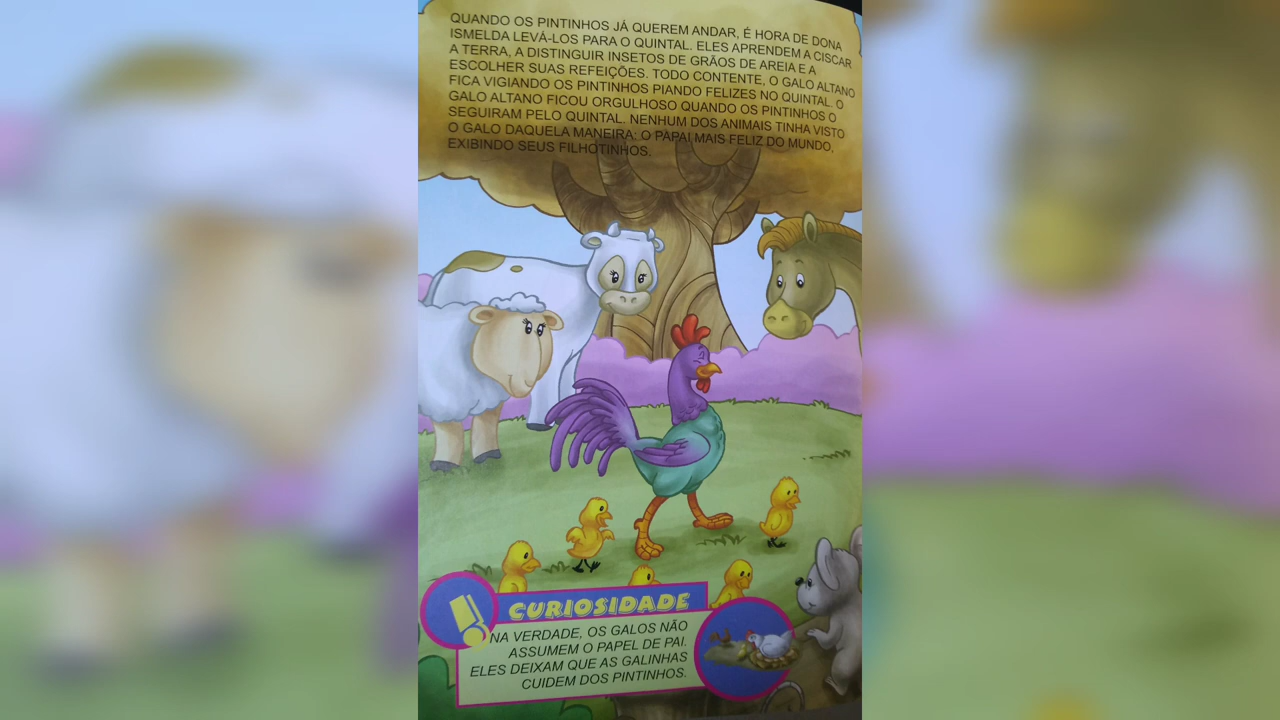 QUANDO OS PINTINHOS JÁ QUEREM ANDAR, É HORA DE DONA
ISMELDA LEVÁ-LOS PARA O QUINTAL. ELES APRENDEM A CISCAR
A TERRA, A DISTINGUIR INSETOS DE GRÃOS DE AREIA E A
ESCOLHER SUAS REFEIÇÕES. TODO CONTENTE, O GALO ALTANO
FICA VIGIANDO OS PINTINHOS PIANDO FELIZES NO QUINTAL. O
GALO ALTANO FICOU ORGULHOSO QUANDO OS PINTINHOS O
SEGUIRAM PELO QUINTAL. NENHUM DOS ANIMAIS TINHA VISTO
O GALO DAQUELA MANEIRA: O PAPAI MAIS FELIZ DO MUNDO,
EXIBINDO SEUS FILHOTINHOS.
CURIOSIDADE
NA VERDADE, OS GALOS NÃO
ASSUMEM O PAPEL DE PAI.
ELES DEIXAM QUE AS GALINHAS
CUIDEM DOS PINTINHOS.